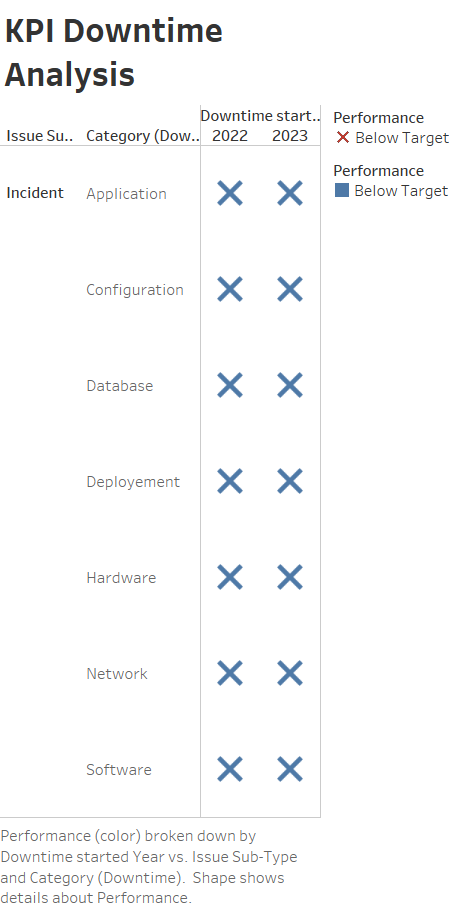 KPI Downtime
Analysis
Downtime start..
Issue Su.. Category (Dow.. 2022 2023
Performance
Below Target
Performance
Below Target
Incident Application
Configuration
Database
Deployement
Hardware
Network
Software
Performance (color) broken down by
Downtime started Year vs. Issue Sub-Type
and Category (Downtime).  Shape shows
details about Performance.